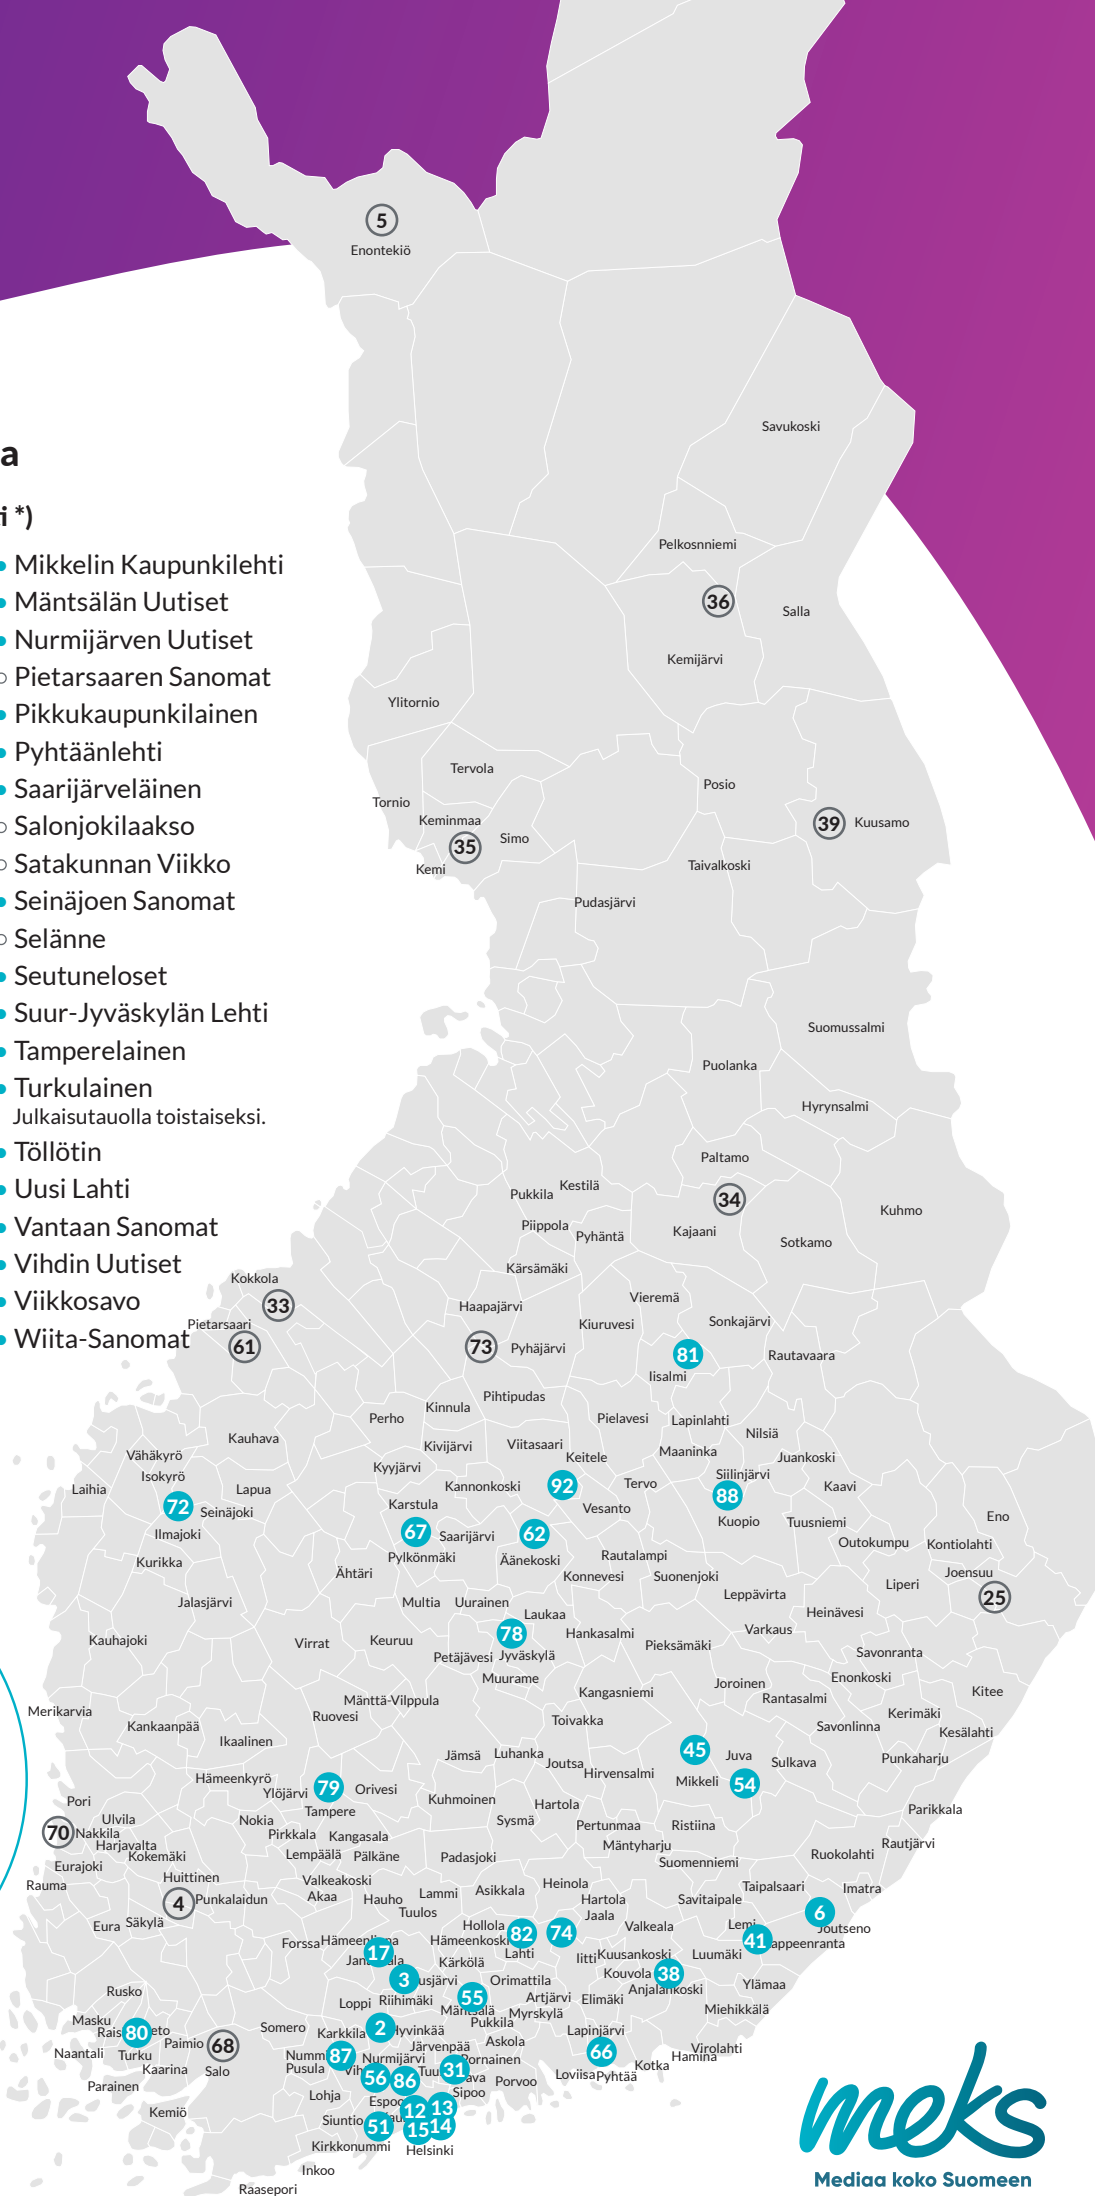 a
i *)
Mikkelin Kaupunkilehti
Mäntsälän Uutiset
Nurmijärven Uutiset
Pietarsaaren Sanomat
Pikkukaupunkilainen
Pyhtäänlehti
Saarijärveläinen
Salonjokilaakso
Satakunnan Viikko
Seinäjoen Sanomat
Selänne
Seutuneloset
Suur-Jyväskylän Lehti
Tamperelainen
Turkulainen
Julkaisutauolla toistaiseksi.
Töllötin
Uusi Lahti
Vantaan Sanomat
Vihdin Uutiset
Viikkosavo
Wiita-Sanomat
5
Enontekiö
Savukoski
Pelkosnniemi
36
Salla
Kemijärvi
Ylitornio
Tervola
Posio
Tornio
Keminmaa
39 Kuusamo
Simo
35
Kemi
Taivalkoski
Pudasjärvi
Suomussalmi
Puolanka
Hyrynsalmi
Paltamo
Kestilä
Pukkila
34
Kuhmo
Piippola
Pyhäntä
Kajaani
Sotkamo
Kärsämäki
Kokkola
33
Vieremä
Haapajärvi
Pietarsaari
Kiuruvesi
Sonkajärvi
61
73 Pyhäjärvi
81
Rautavaara
Iisalmi
Pihtipudas
Kinnula
Perho
Pielavesi
Lapinlahti
Nilsiä
Kauhava
Kivijärvi
Viitasaari
Vähäkyrö
Keitele
Maaninka
Juankoski
Kyyjärvi
Isokyrö
Siilinjärvi
Laihia
Lapua
Kannonkoski
92
Tervo
88
Kaavi
72
Seinäjoki
Karstula
Vesanto
Kuopio
Tuusniemi
Eno
Ilmajoki
67 Saarijärvi
62
Outokumpu
Kontiolahti
Kurikka
Pylkönmäki
Äänekoski
Rautalampi
Ähtäri
Konnevesi
Suonenjoki
Joensuu
Liperi
25
Jalasjärvi
Multia
Uurainen
Leppävirta
Laukaa
Heinävesi
Kauhajoki
Virrat
Keuruu
78
Hankasalmi
Varkaus
Pieksämäki
Petäjävesi Jyväskylä
Savonranta
Muurame
Enonkoski
Joroinen
Kangasniemi
Kitee
Mänttä-Vilppula
Rantasalmi
Merikarvia
Ruovesi
Toivakka
Kerimäki
Kankaanpää
Savonlinna
Kesälahti
Ikaalinen
45
Juva
Jämsä
Luhanka
Joutsa
Sulkava
Punkaharju
Hirvensalmi
Hämeenkyrö
79
Mikkeli
54
Ylöjärvi
Orivesi
Pori
Kuhmoinen
Hartola
Tampere
Parikkala
Ulvila
Nokia
Sysmä
Pertunmaa
Ristiina
70 Nakkila
Pirkkala
Kangasala
Harjavalta
Mäntyharju
Rautjärvi
Kokemäki
Lempäälä
Pälkäne
Padasjoki
Suomenniemi
Ruokolahti
Eurajoki
Huittinen
Valkeakoski
Rauma
Heinola
Taipalsaari
Imatra
Akaa
Hauho
Lammi
Asikkala
4 Punkalaidun
Hartola
Savitaipale
Tuulos
Jaala
6
Eura
Säkylä
Hollola
Valkeala
Lemi
Joutseno
Forssa
82
74
Hämeenkoski
41
17
Lahti
Iitti
Kuusankoski
Luumäki
Kärkölä
Kouvola 38
3
Orimattila
Rusko
Anjalankoski
Ylämaa
Loppi
Riihimäki
55
Artjärvi
Elimäki
Mäntsälä
Myrskylä
Miehikkälä
Masku
Pukkila
Somero
Karkkila
2
Hyvinkää
Lapinjärvi
80
Askola
Paimio
68
Järvenpää
Virolahti
Naantali
Turku
87
Nurmijärvi
Pornainen
66
Hamina
Kaarina
Salo
Pusula
31
Kotka
56 86
Loviisa Pyhtää
Porvoo
Parainen
Lohja
Sipoo
Kemiö
12 13
Siuntio
51
15 14
Kirkkonummi
Helsinki
Inkoo
Raasepori
meks
Mediaa koko Suomeen